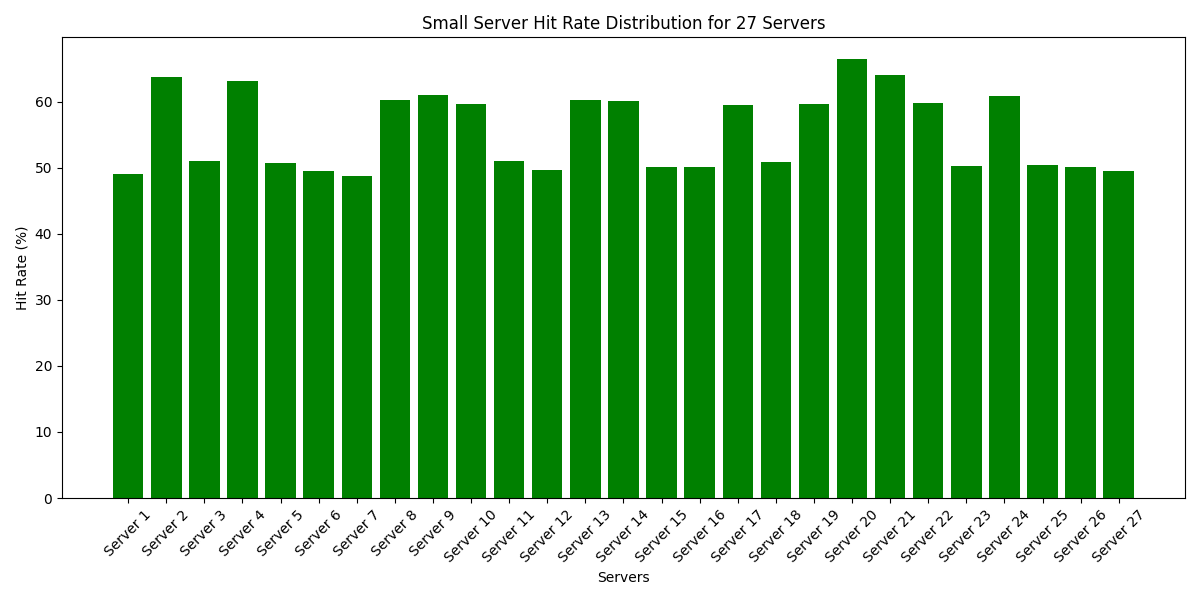 Small Server Hit Rate Distribution for 27 Servers
Hit Rate (%)
60
50
40
30
20
10
0
Server 1
Server 2
Server 3
Server 4
Server 5
Server 6
Server 7
Server 8
Server 9
Server 10
Server 11
Server 12
Server 13
Server 14
Server 15
Server 16
Server 17
Server 18
Server 19
Server 20
Server 21
Server 22
Server 23
Server 24
Server 25
Server 26
Server 27
Servers